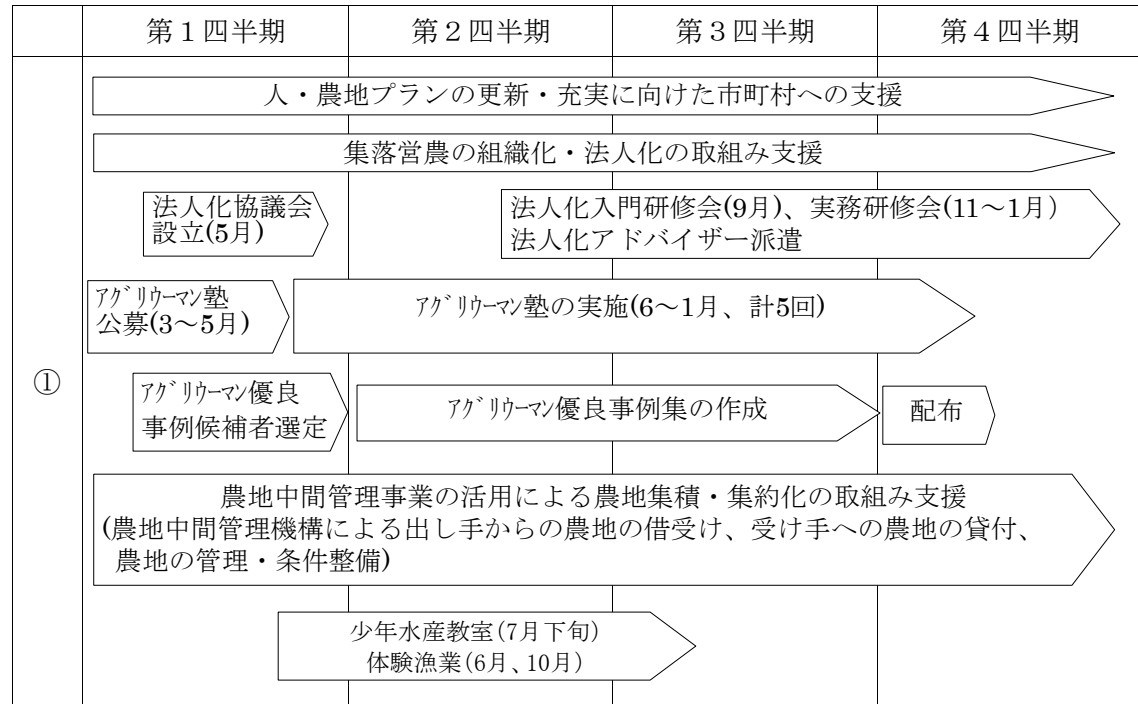 第１四半期 第２四半期 第３四半期 第４四半期
①
人・農地プランの更新・充実に向けた市町村への支援
集落営農の組織化・法人化の取組み支援
法人化協議会
設立(5月)
法人化入門研修会(9月)、実務研修会(11～1月)
法人化アドバイザー派遣
ｱｸﾞﾘｳｰﾏﾝ塾
公募(3～5月)
ｱｸﾞﾘｳｰﾏﾝ塾の実施(6～1月、計5回)
ｱｸﾞﾘｳｰﾏﾝ優良
事例候補者選定
ｱｸﾞﾘｳｰﾏﾝ優良事例集の作成
配布
農地中間管理事業の活用による農地集積・集約化の取組み支援
(農地中間管理機構による出し手からの農地の借受け、受け手への農地の貸付、
農地の管理・条件整備)
少年水産教室(7月下旬)
体験漁業(6月、10月)